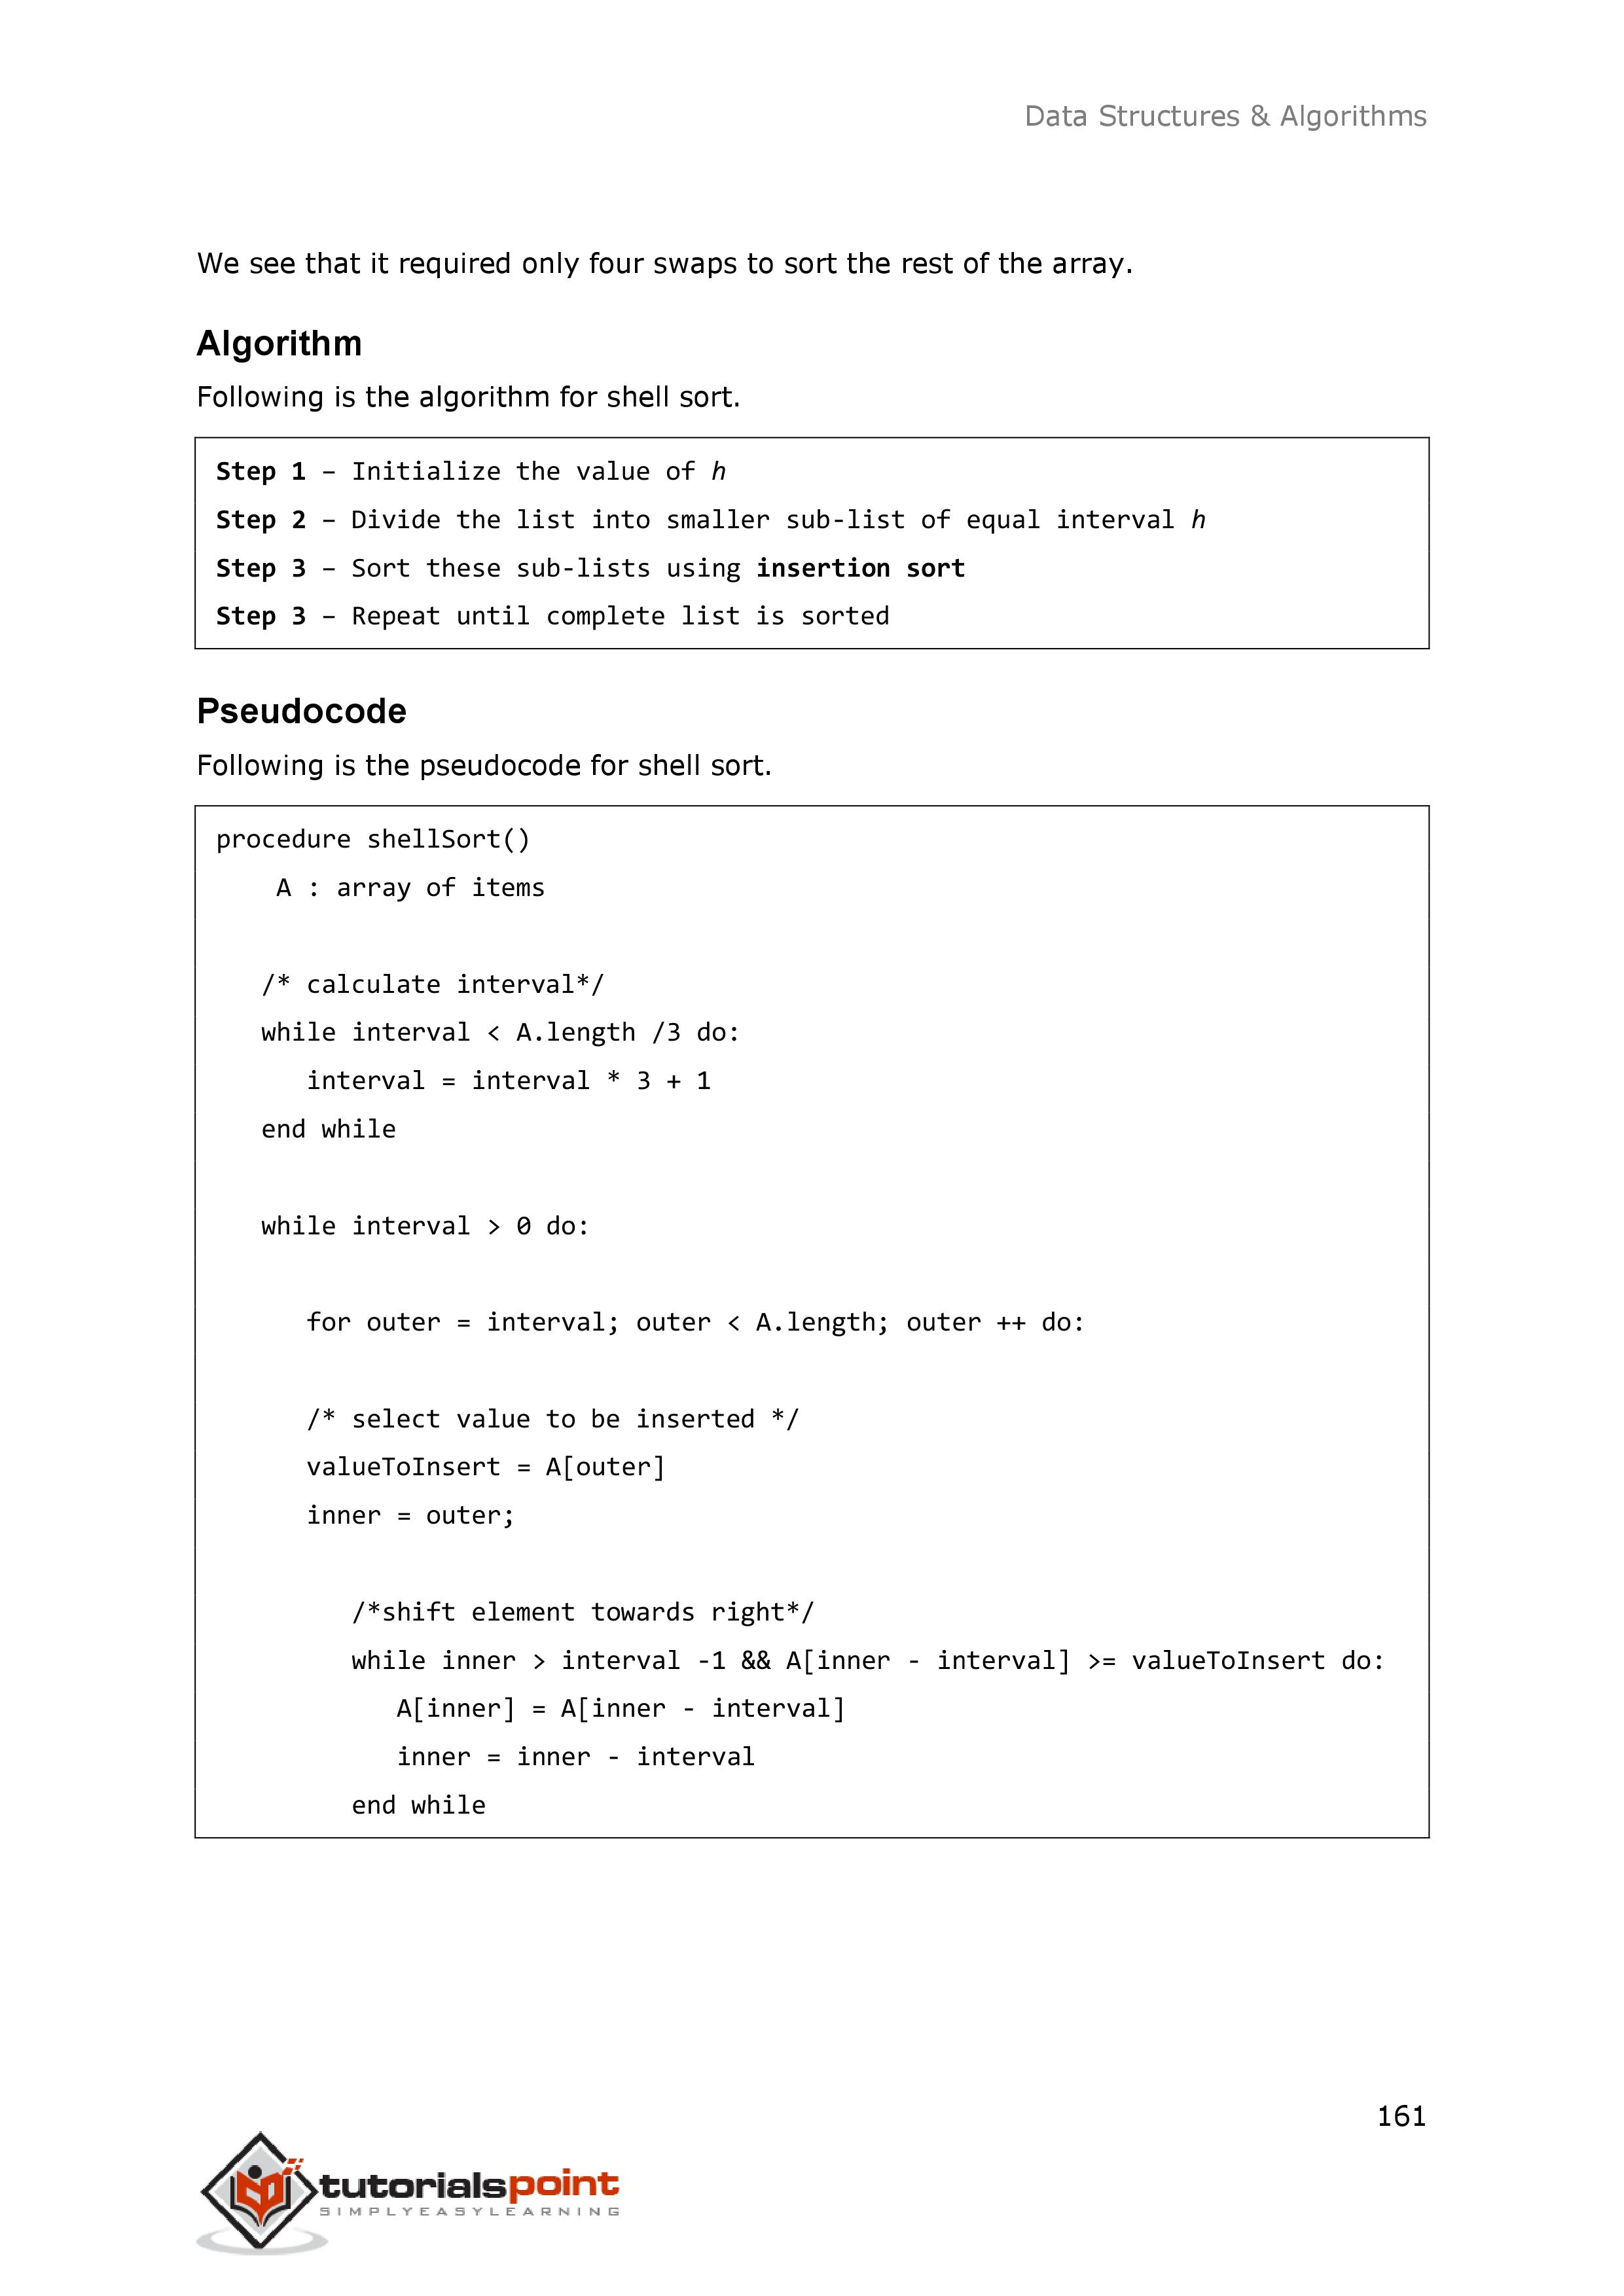 Data Structures & Algorithms
We see that it required only four swaps to sort the rest of the array.
Algorithm
Following is the algorithm for shell sort.
Step 1 – Initialize the value of h
Step 2 – Divide the list into smaller sub-list of equal interval h
Step 3 – Sort these sub-lists using insertion sort
Step 3 – Repeat until complete list is sorted
Pseudocode
Following is the pseudocode for shell sort.
procedure shellSort()
A : array of items
/* calculate interval*/
while interval < A.length /3 do:
interval = interval * 3 + 1
end while
while interval > 0 do:
for outer = interval; outer < A.length; outer ++ do:
/* select value to be inserted */
valueToInsert = A[outer]
inner = outer;
/*shift element towards right*/
while inner > interval -1 && A[inner - interval] >= valueToInsert do:
A[inner] = A[inner - interval]
inner = inner - interval
end while
161
tutorialspoint
SIMPLYEASYLEARNING